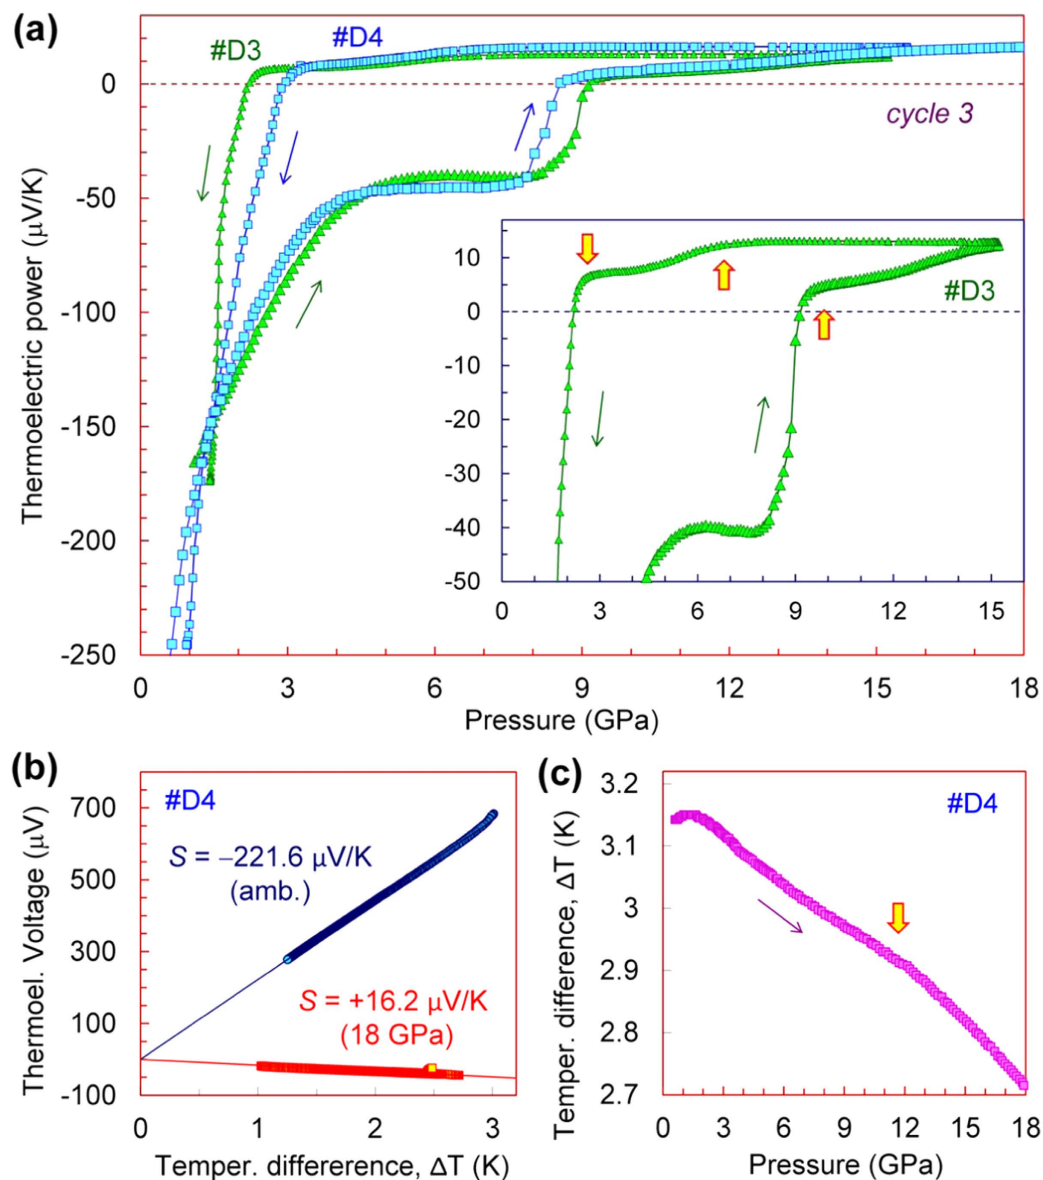 (a)
#D3
#D4
0
-50
-100
-150
-200
-250
Thermoelectric power (μV/K)
cycle 3
10
0
-10
-20
-30
-40
-50
#D3
0 3 6 9 12 15
0 3 6 9 12 15 18
Pressure (GPa)
(b)
#D4
700
500
300
100
-100
Thermoel. Voltage (μV)
S = −221.6 μV/K
(amb.)
S = +16.2 μV/K
(18 GPa)
0 1 2 3
Temper. differerence, ΔT (K)
(c)
#D4
3.2
3.1
3
2.9
2.8
2.7
Temper. difference, ΔT (K)
0 3 6 9 12 15 18
Pressure (GPa)